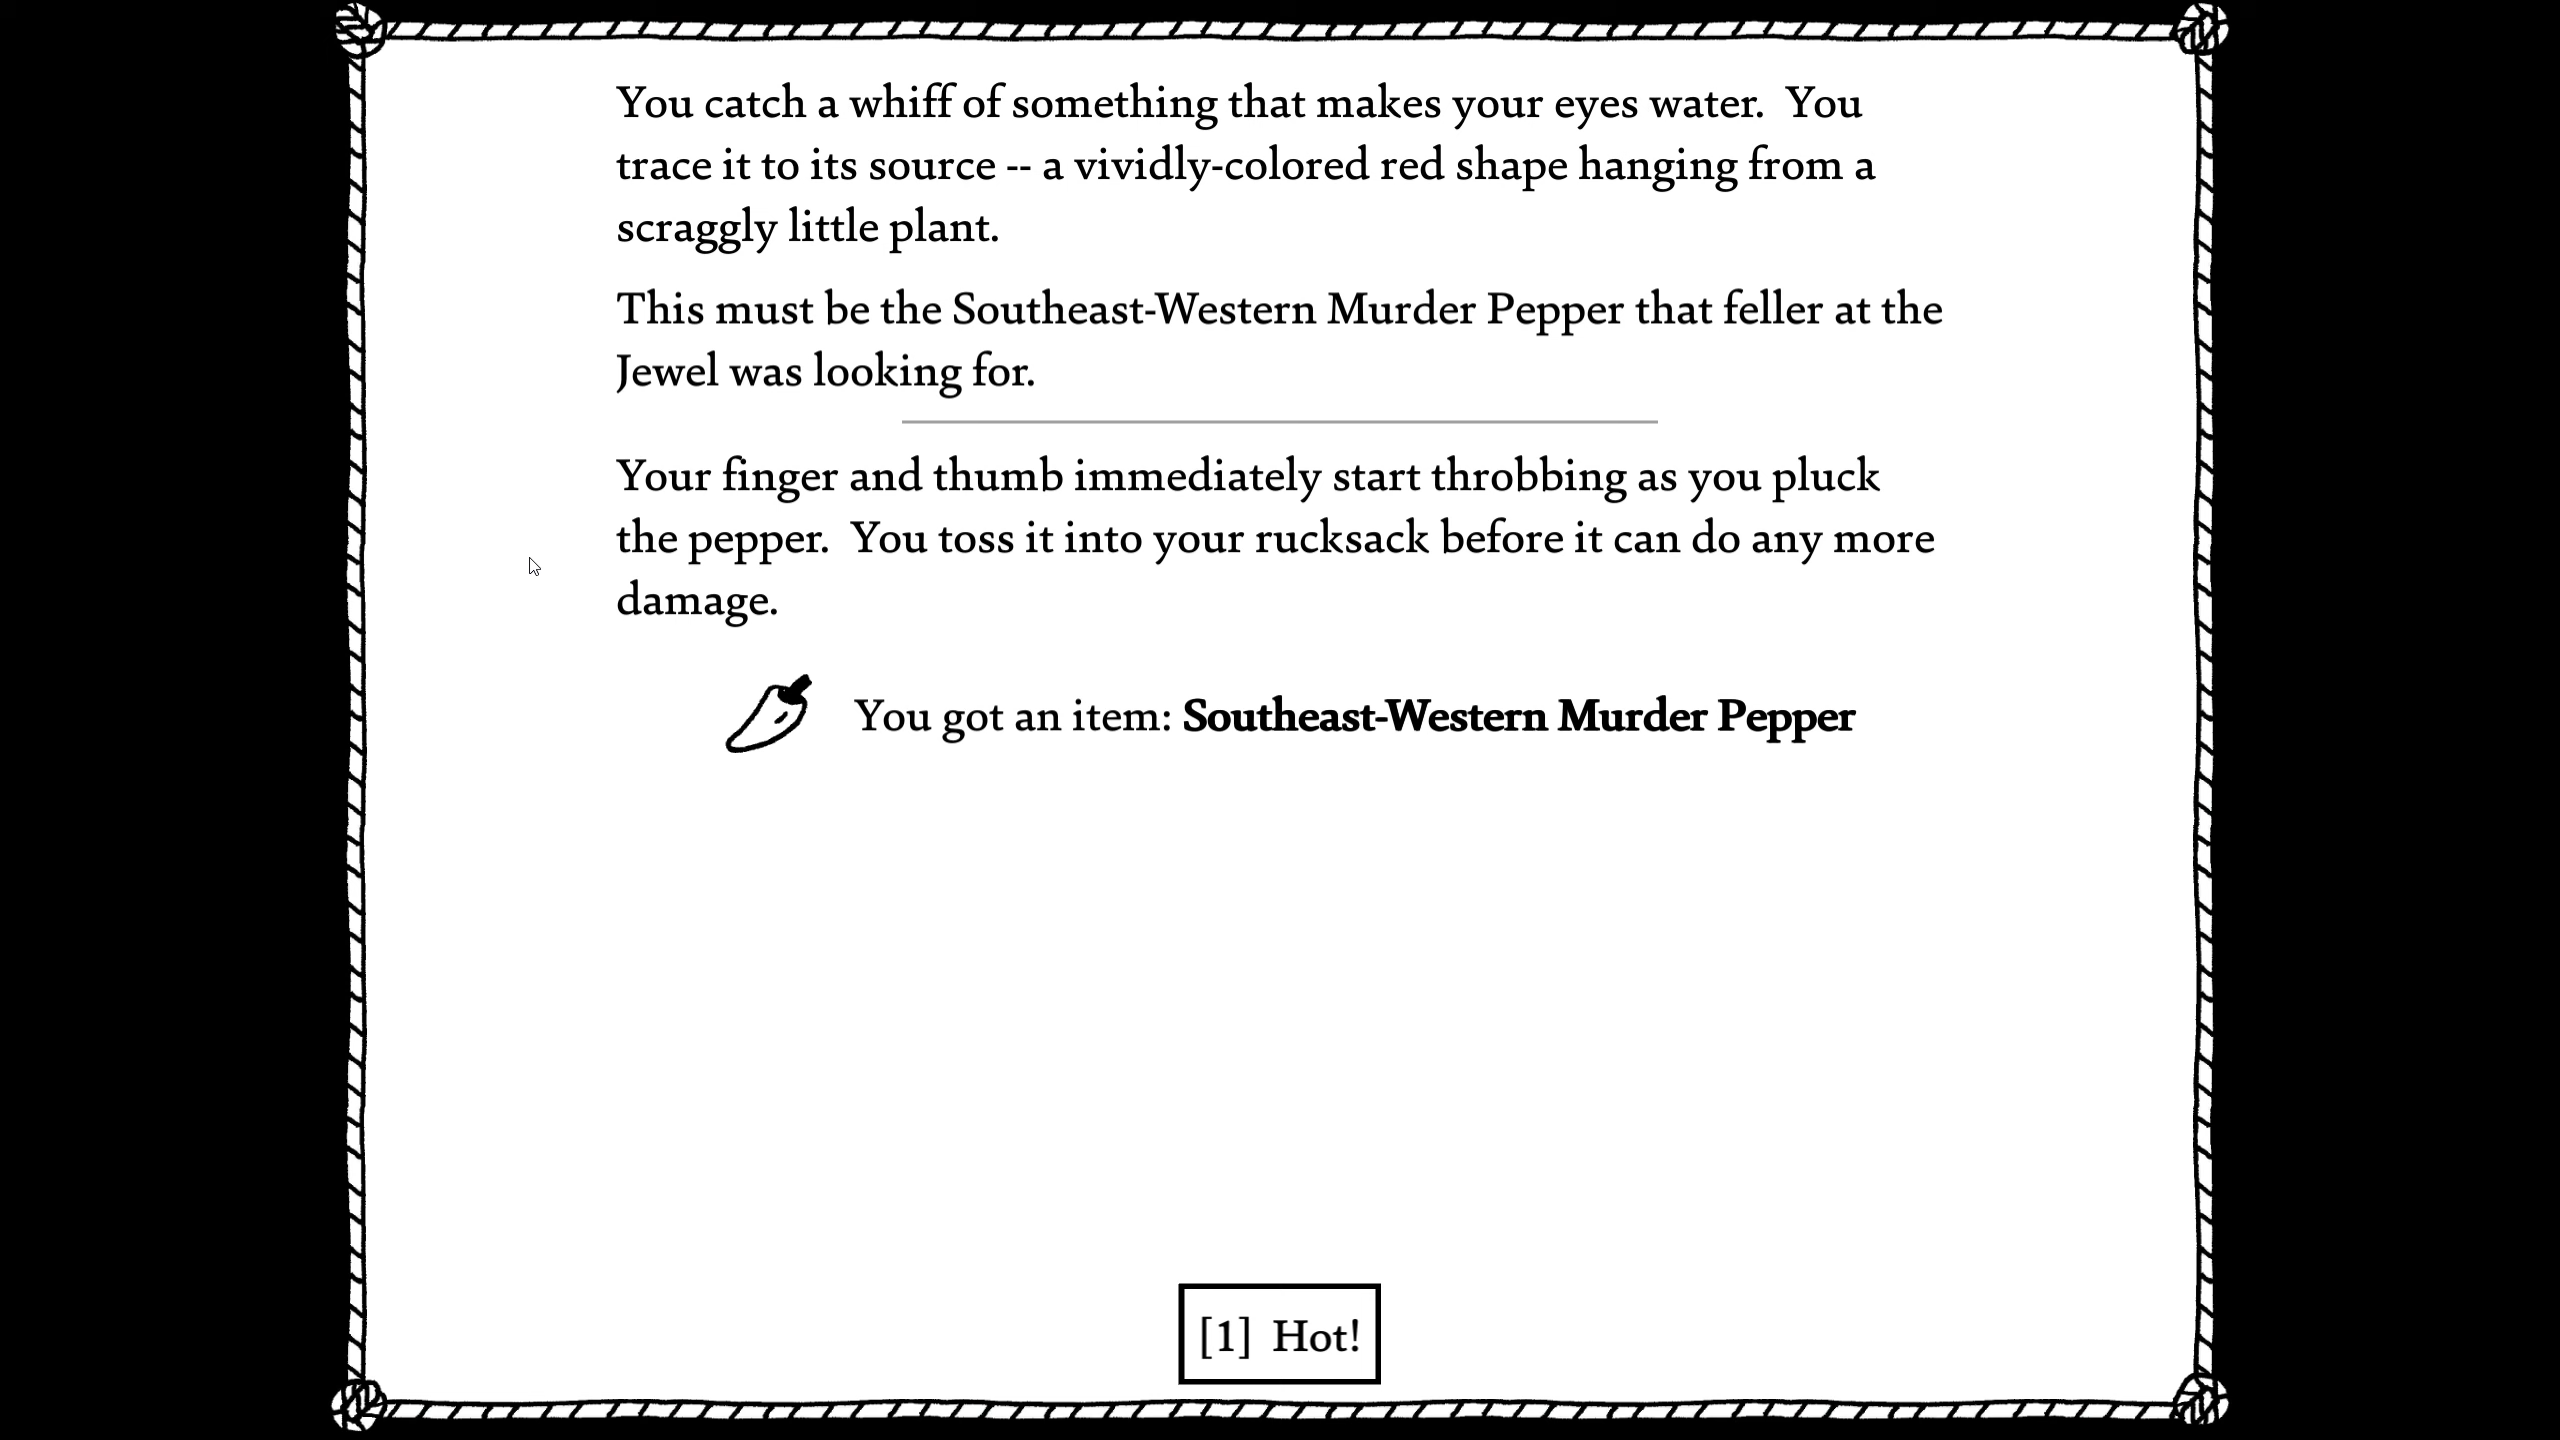 You catch a whiff of something that makes your eyes water.  You
trace it to its source -- a vividly-colored red shape hanging from a
scraggly little plant.
This must be the Southeast-Western Murder Pepper that feller at the
Jewel was looking for.
Your finger and thumb immediately start throbbing as you pluck
the pepper.  You toss it into your rucksack before it can do any more
damage.
You got an item: Southeast-Western Murder Pepper
[1]  Hot!